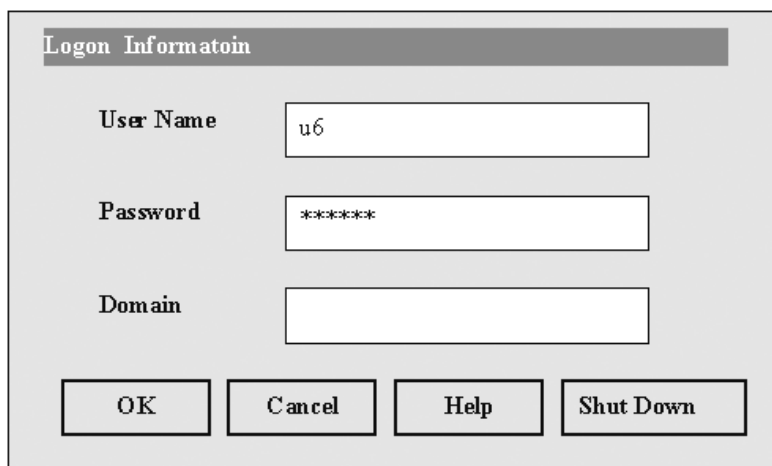 Logon Informatoin
User Name
u6
Password
******
Domain
OK Cancel Help Shut Down